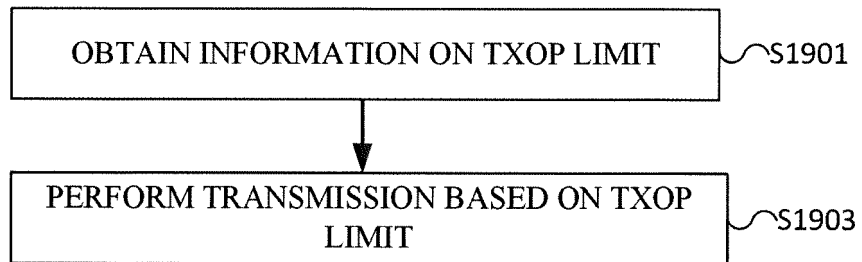 OBTAIN INFORMATION ON TXOP LIMIT
S1901
PERFORM TRANSMISSION BASED ON TXOP
LIMIT
S1903